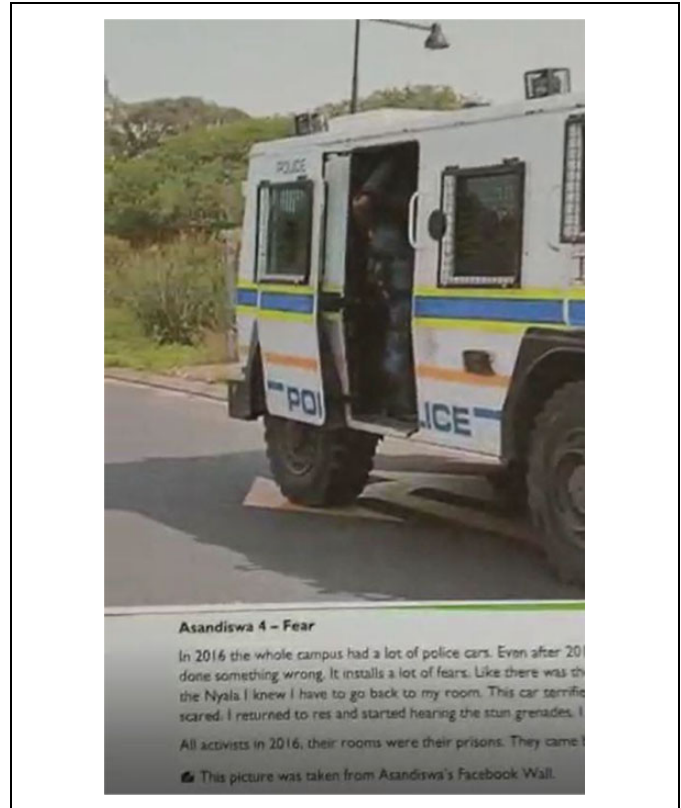 POLICE
POI
LICE
Asandiswa 4 – Fear
In 2016 the whole campus had a lot of police cars. Even after 201
done something wrong. It installs a lot of fears. Like there was
the Nyala I knew I have to go back to my room. This car
scared. I returned to res and started hearing the stun grenades. I
All activists in 2016, their rooms were their prisons. They came
This picture was taken from Asandiswa's Facebook Wall.